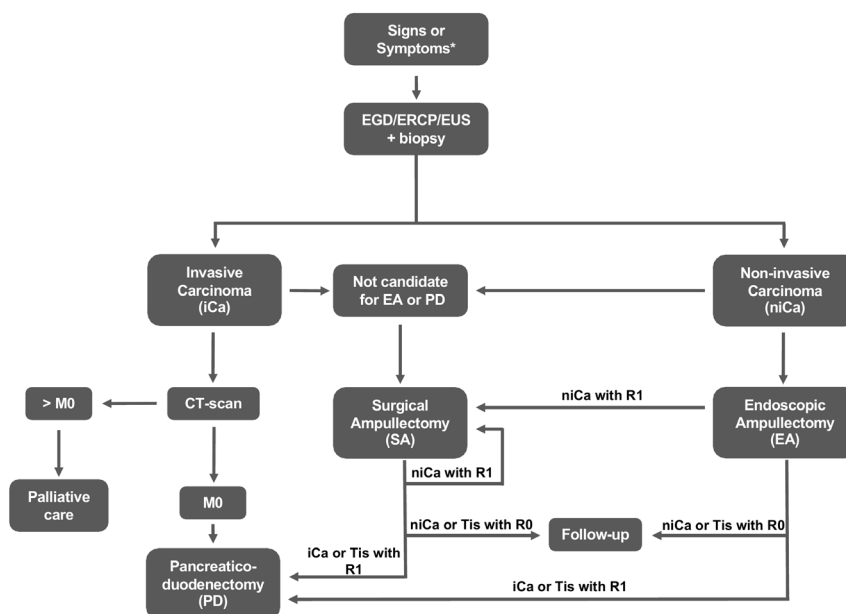 Signs or
Symptoms*
EGD/ERCP/EUS
+ biopsy
Invasive
Carcinoma
(iCa)
Not candidate
for EA or PD
Non-invasive
Carcinoma
(niCa)
> M0
CT-scan
Surgical
Ampullectomy
(SA)
niCa with R1
Endoscopic
Ampullectomy
(EA)
niCa with R1
Palliative
care
M0
niCa or Tis with R0
Follow-up
niCa or Tis with R0
iCa or Tis with
R1
Pancreatico-
duodenectomy
(PD)
iCa or Tis with R1